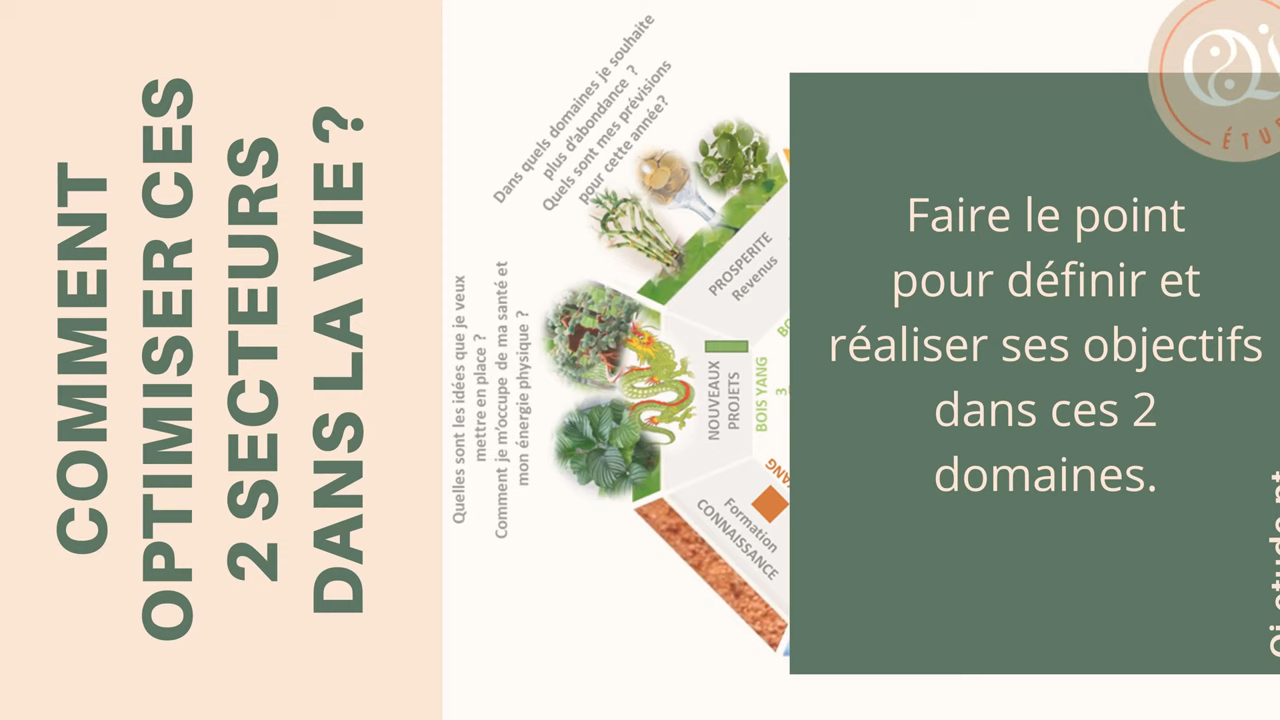 COMMENT
OPTIMISER CES
2 SECTEURS
DANS LA VIE ?
Dans quels domaines je souhaite
plus d'abondance ?
Quels sont mes prévisions
pour cette année?
Quelles sont les idées que je veux
mettre en place ?
Comment je m'occupe de ma santé et
mon énergie physique ?
PROSPERITE
Revenus
NOUVEAUX
PROJETS
BOIS YANG
3
Formation
CONNAISSANCE
Faire le point
pour définir et
réaliser ses objectifs
dans ces 2
domaines.